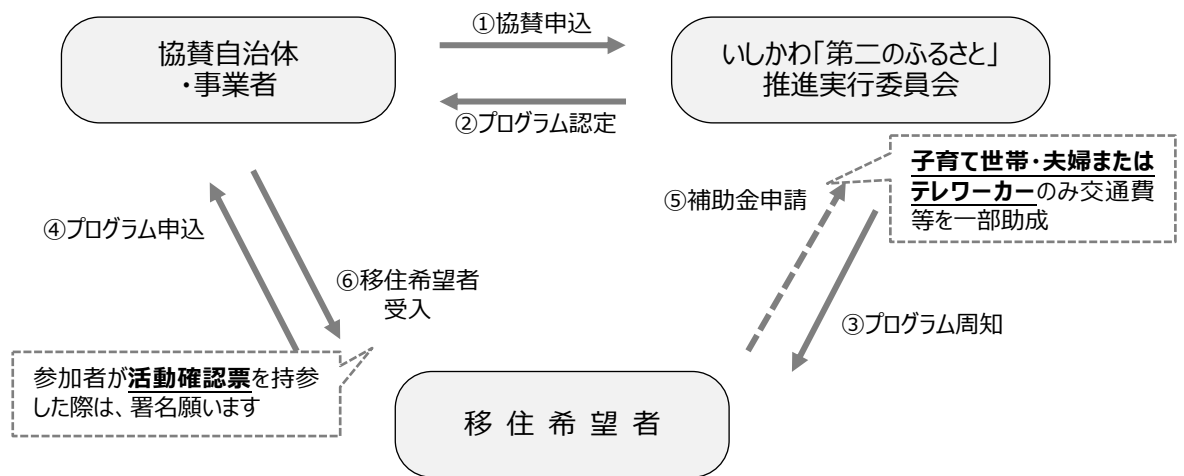 ①協賛申込
協賛自治体
・事業者
いしかわ「第二のふるさと」
推進実行委員会
②プログラム認定
子育て世帯・夫婦または
テレワーカーのみ交通費
等を一部助成
⑤補助金申請
④プログラム申込
⑥移住希望者
受入
③プログラム周知
参加者が活動確認票を持参
した際は、署名願います
移住希望者